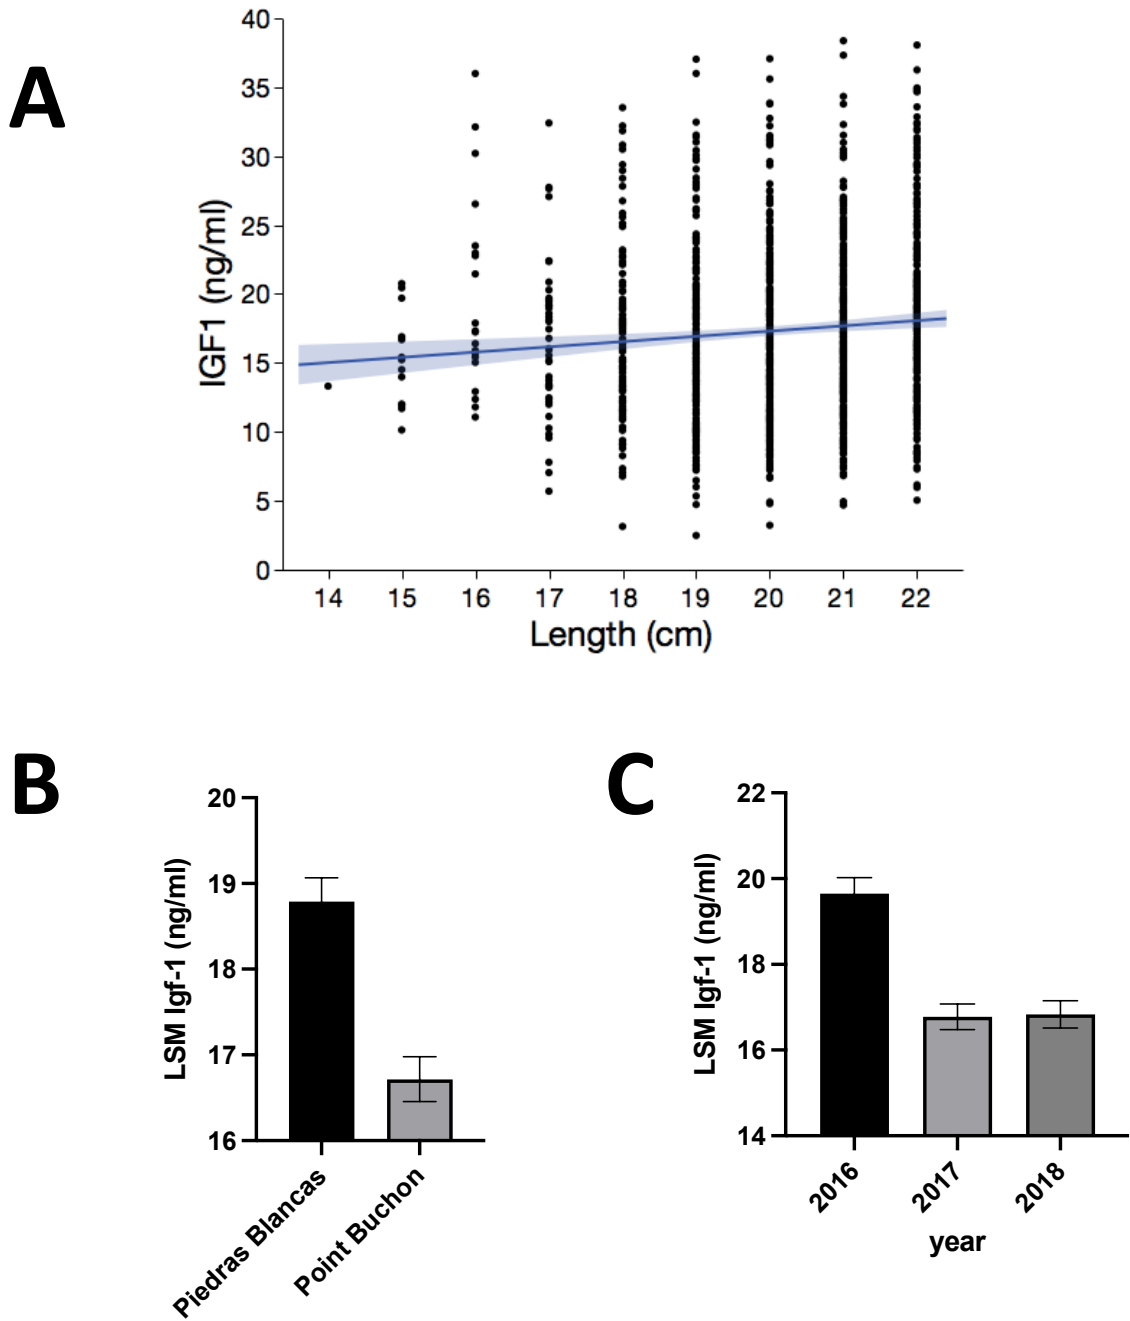 A
40
35
30
25
20
15
10
5
0
IGF1 (ng/ml)
14 15 16 17 18 19 20 21 22
Length (cm)
B
20
19
18
17
16
LSM Igf-1 (ng/ml)
Piedras Blancas
Point Buchon
C
22
20
18
16
14
LSM Igf-1 (ng/ml)
2016
2017
2018
year